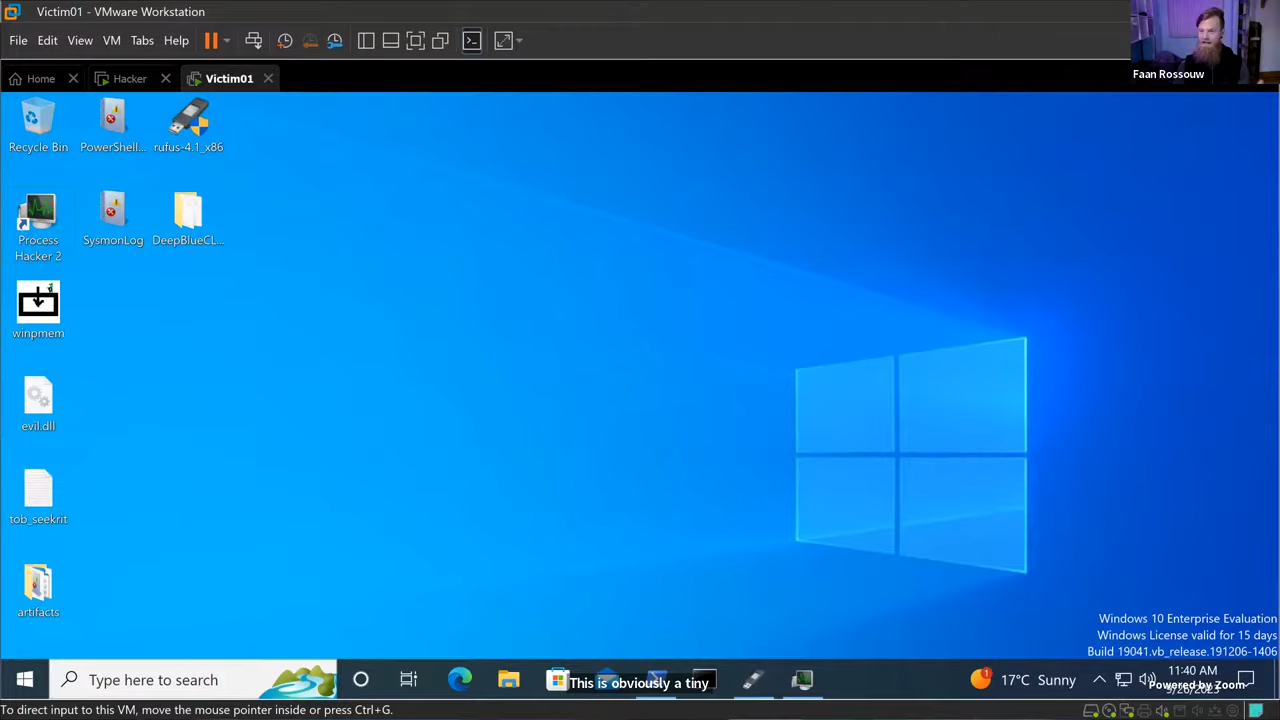 Victim01 - VMware Workstation
File Edit View VM Tabs Help
Faan Rossouw
Home
Hacker
Victim01
Recycle Bin
PowerShell...
rufus-4.1_x86
Process Hacker 2
SysmonLog
DeepBlueCL...
winpmem
evil.dll
tob_seekrit
artifacts
Windows 10 Enterprise Evaluation
Windows License valid for 15 days
Build 19041.vb_release.191206-1406
Type here to search
This is obviously a tiny
1
17°C Sunny
11:40 AM
Powered by Zoom
To direct input to this VM, move the mouse pointer inside or press Ctrl+G.